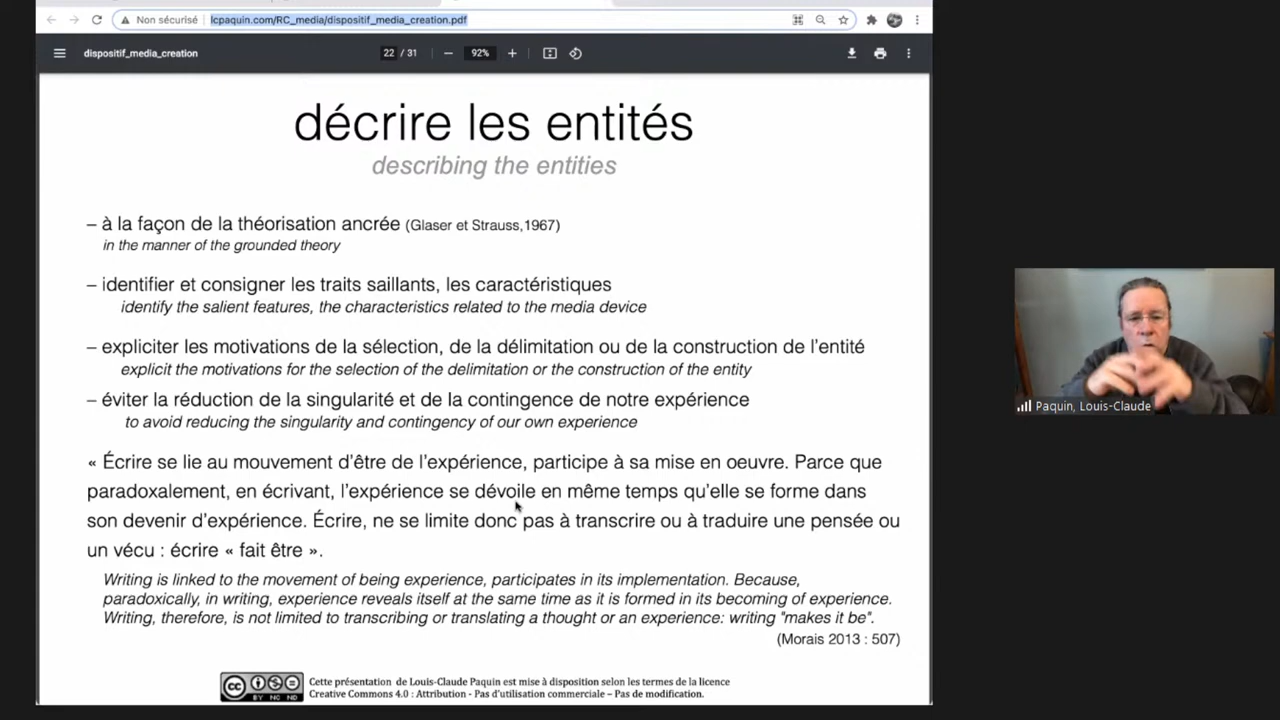 Non sécurisé
lcpaquin.com/RC_media/dispositif_media_creation.pdf
dispositif_media_creation
22 / 31
92%
décrire les entités
describing the entities
– à la façon de la théorisation ancrée (Glaser et Strauss,1967)
in the manner of the grounded theory
– identifier et consigner les traits saillants, les caractéristiques
identify the salient features, the characteristics related to the media device
– expliciter les motivations de la sélection, de la délimitation ou de la construction de l'entité
explicit the motivations for the selection of the delimitation or the construction of the entity
– éviter la réduction de la singularité et de la contingence de notre expérience
to avoid reducing the singularity and contingency of our own experience
« Écrire se lie au mouvement d'être de l'expérience, participe à sa mise en oeuvre. Parce que
paradoxalement, en écrivant, l'expérience se dévoile en même temps qu'elle se forme dans
son devenir d'expérience. Écrire, ne se limite donc pas à transcrire ou à traduire une pensée ou
un vécu : écrire « fait être ».
Writing is linked to the movement of being experience, participates in its implementation. Because,
paradoxically, in writing, experience reveals itself at the same time as it is formed in its becoming of experience.
Writing, therefore, is not limited to transcribing or translating a thought or an experience: writing "makes it be".
(Morais 2013 : 507)
cc
BY NC ND
Cette présentation de Louis-Claude Paquin est mise à disposition selon les termes de la licence
Creative Commons 4.0 : Attribution - Pas d'utilisation commerciale – Pas de modification.
Paquin, Louis-Claude